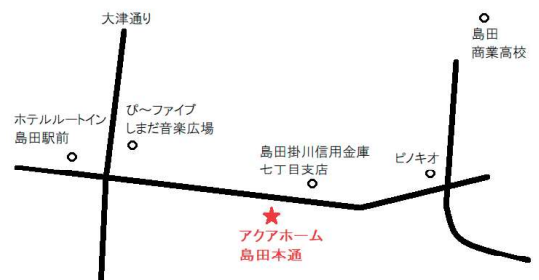 大津通り
島田
商業高校
ぴ～ファイブ
しまだ音楽広場
ホテルルートイン
島田駅前
島田掛川信用金庫
七丁目支店
ピノキオ
アクアホーム
島田本通